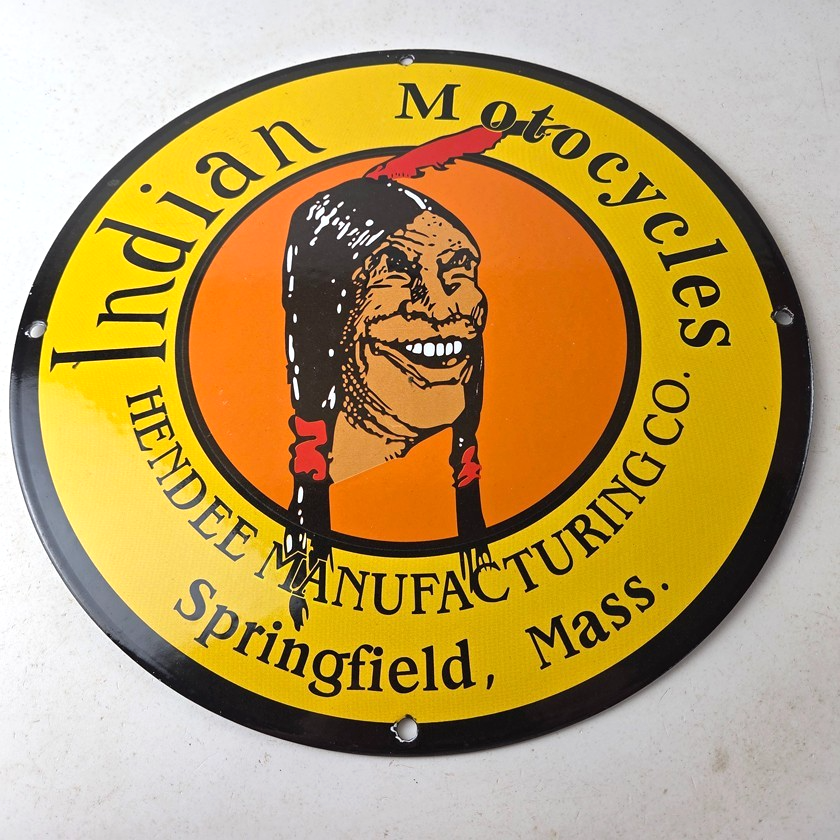 Indian Motocycles
HENDEE MANUFACTURING CO.
Springfield, Mass.